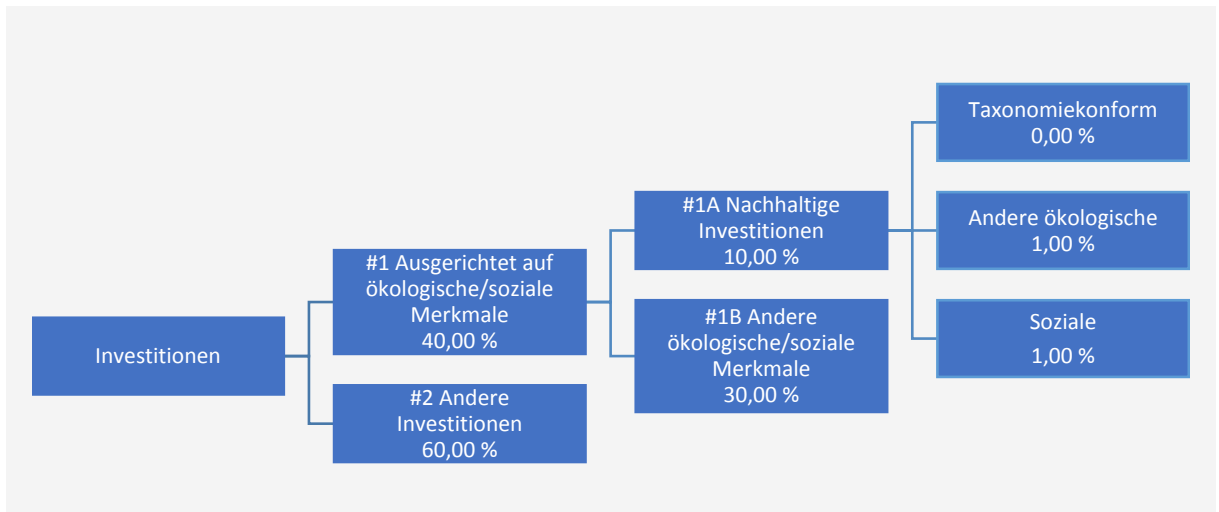 Investitionen
#1 Ausgerichtet auf
ökologische/soziale
Merkmale
40,00 %
#2 Andere
Investitionen
60,00 %
#1A Nachhaltige
Investitionen
10,00 %
#1B Andere
ökologische/soziale
Merkmale
30,00 %
Taxonomiekonform
0,00 %
Andere ökologische
1,00 %
Soziale
1,00 %